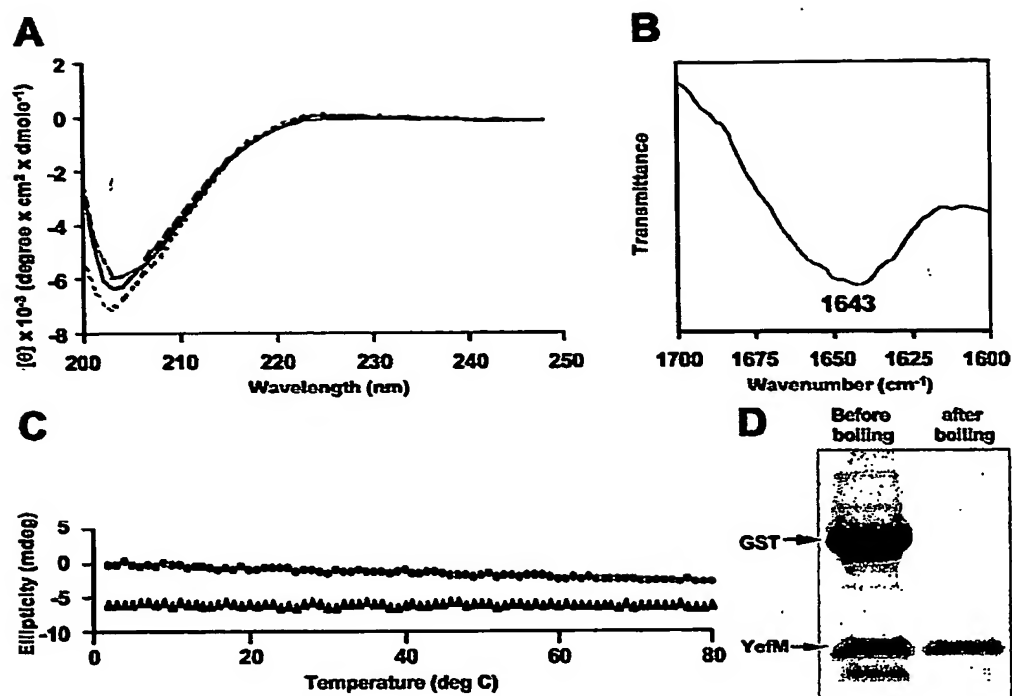 A
2
0
-2
-4
-6
-8
[θ] x 10⁻³ (degree x cm² x dmolo⁻¹)
200 210 220 230 240 250
Wavelength (nm)
B
Transmittance
1643
1700 1675 1650 1625 1600
Wavenumber (cm⁻¹)
C
5
0
-5
-10
Ellipticity (mdeg)
0 20 40 60 80
Temperature (deg C)
D
Before boiling
after boiling
GST
YefM